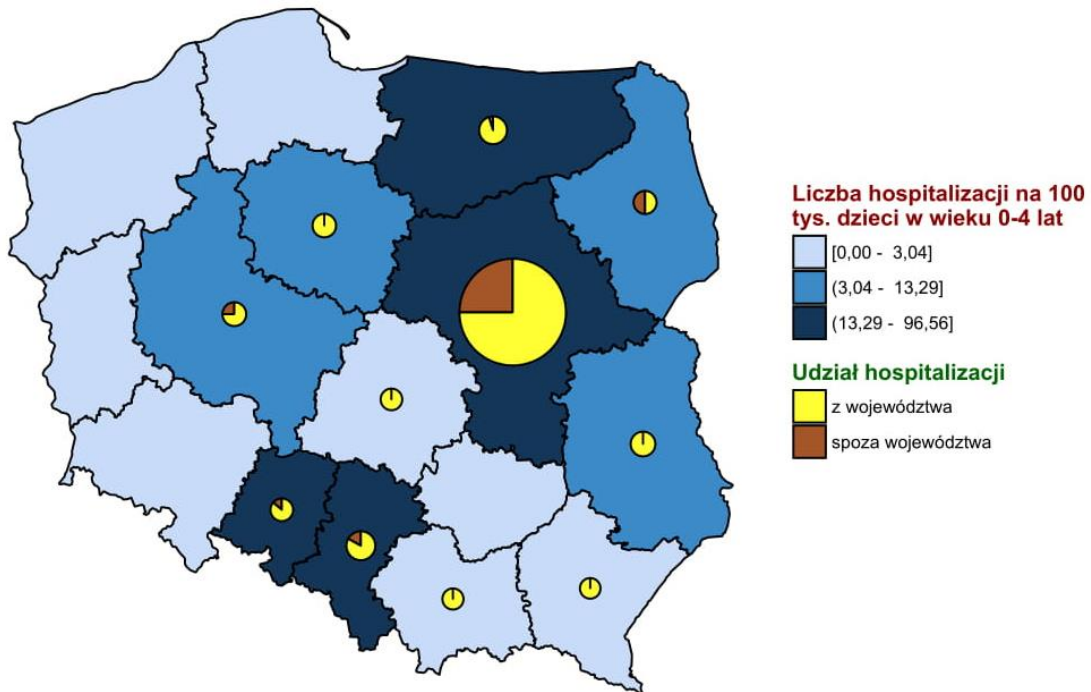 Liczba hospitalizacji na 100
tys. dzieci w wieku 0-4 lat
[0,00 - 3,04]
(3,04 - 13,29]
(13,29 - 96,56]
Udział hospitalizacji
z województwa
spoza województwa